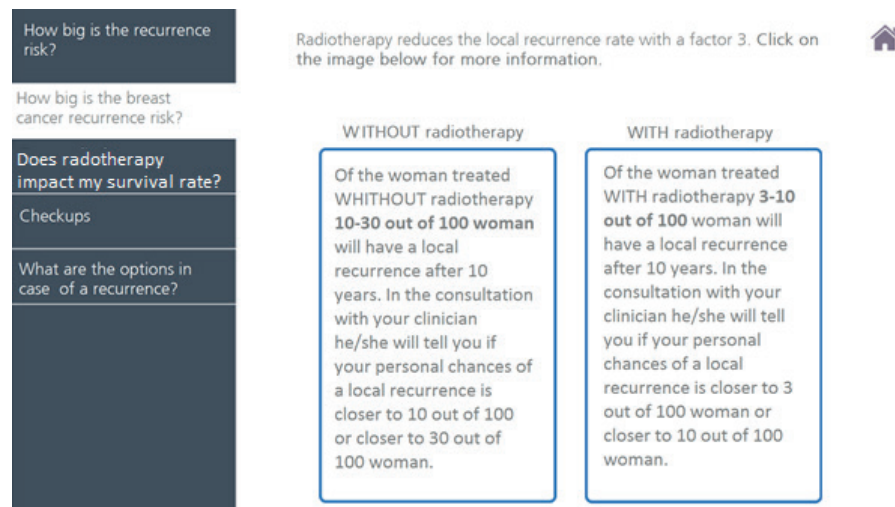 How big is the recurrence
risk?
How big is the breast
cancer recurrence risk?
Does radotherapy
impact my survival rate?
Checkups
What are the options in
case of a recurrence?
Radiotherapy reduces the local recurrence rate with a factor 3. Click on
the image below for more information.
WITHOUT radiotherapy
Of the woman treated
WHITHOUT radiotherapy
10-30 out of 100 woman
will have a local
recurrence after 10
years. In the consultation
with your clinician
he/she will tell you if
your personal chances of
a local recurrence is
closer to 10 out of 100
or closer to 30 out of
100 woman.
WITH radiotherapy
Of the woman treated
WITH radiotherapy 3-10
out of 100 woman will
have a local recurrence
after 10 years. In the
consultation with your
clinician he/she will tell
you if your personal
chances of a local
recurrence is closer to 3
out of 100 woman or
closer to 10 out of 100
woman.